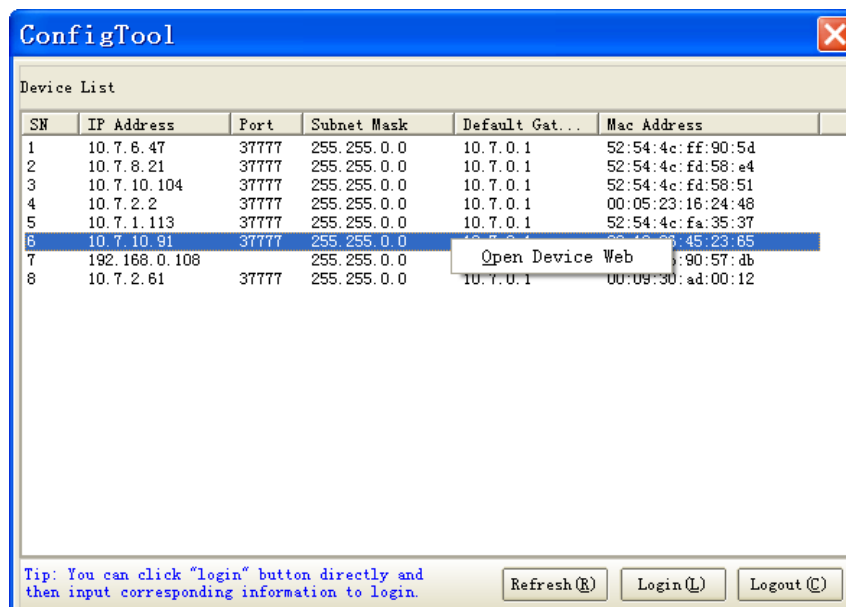 ConfigTool
Device List
SN IP Address Port Subnet Mask Default Gat... Mac Address
1 10.7.6.47 37777 255.255.0.0 10.7.0.1 52:54:4c:ff:90:5d
2 10.7.8.21 37777 255.255.0.0 10.7.0.1 52:54:4c:fd:58:e4
3 10.7.10.104 37777 255.255.0.0 10.7.0.1 52:54:4c:fd:58:51
4 10.7.2.2 37777 255.255.0.0 10.7.0.1 00:05:23:16:24:48
5 10.7.1.113 37777 255.255.0.0 10.7.0.1 52:54:4c:fa:35:37
6 10.7.10.91 37777 255.255.0.0 :45:23:65
Open Device Web
7 192.168.0.108 255.255.0.0 :90:57:db
8 10.7.2.61 37777 255.255.0.0 10.7.0.1 00:09:30:ad:00:12
Tip: You can click "login" button directly and
then input corresponding information to login.
Refresh(R) Login(L) Logout(C)